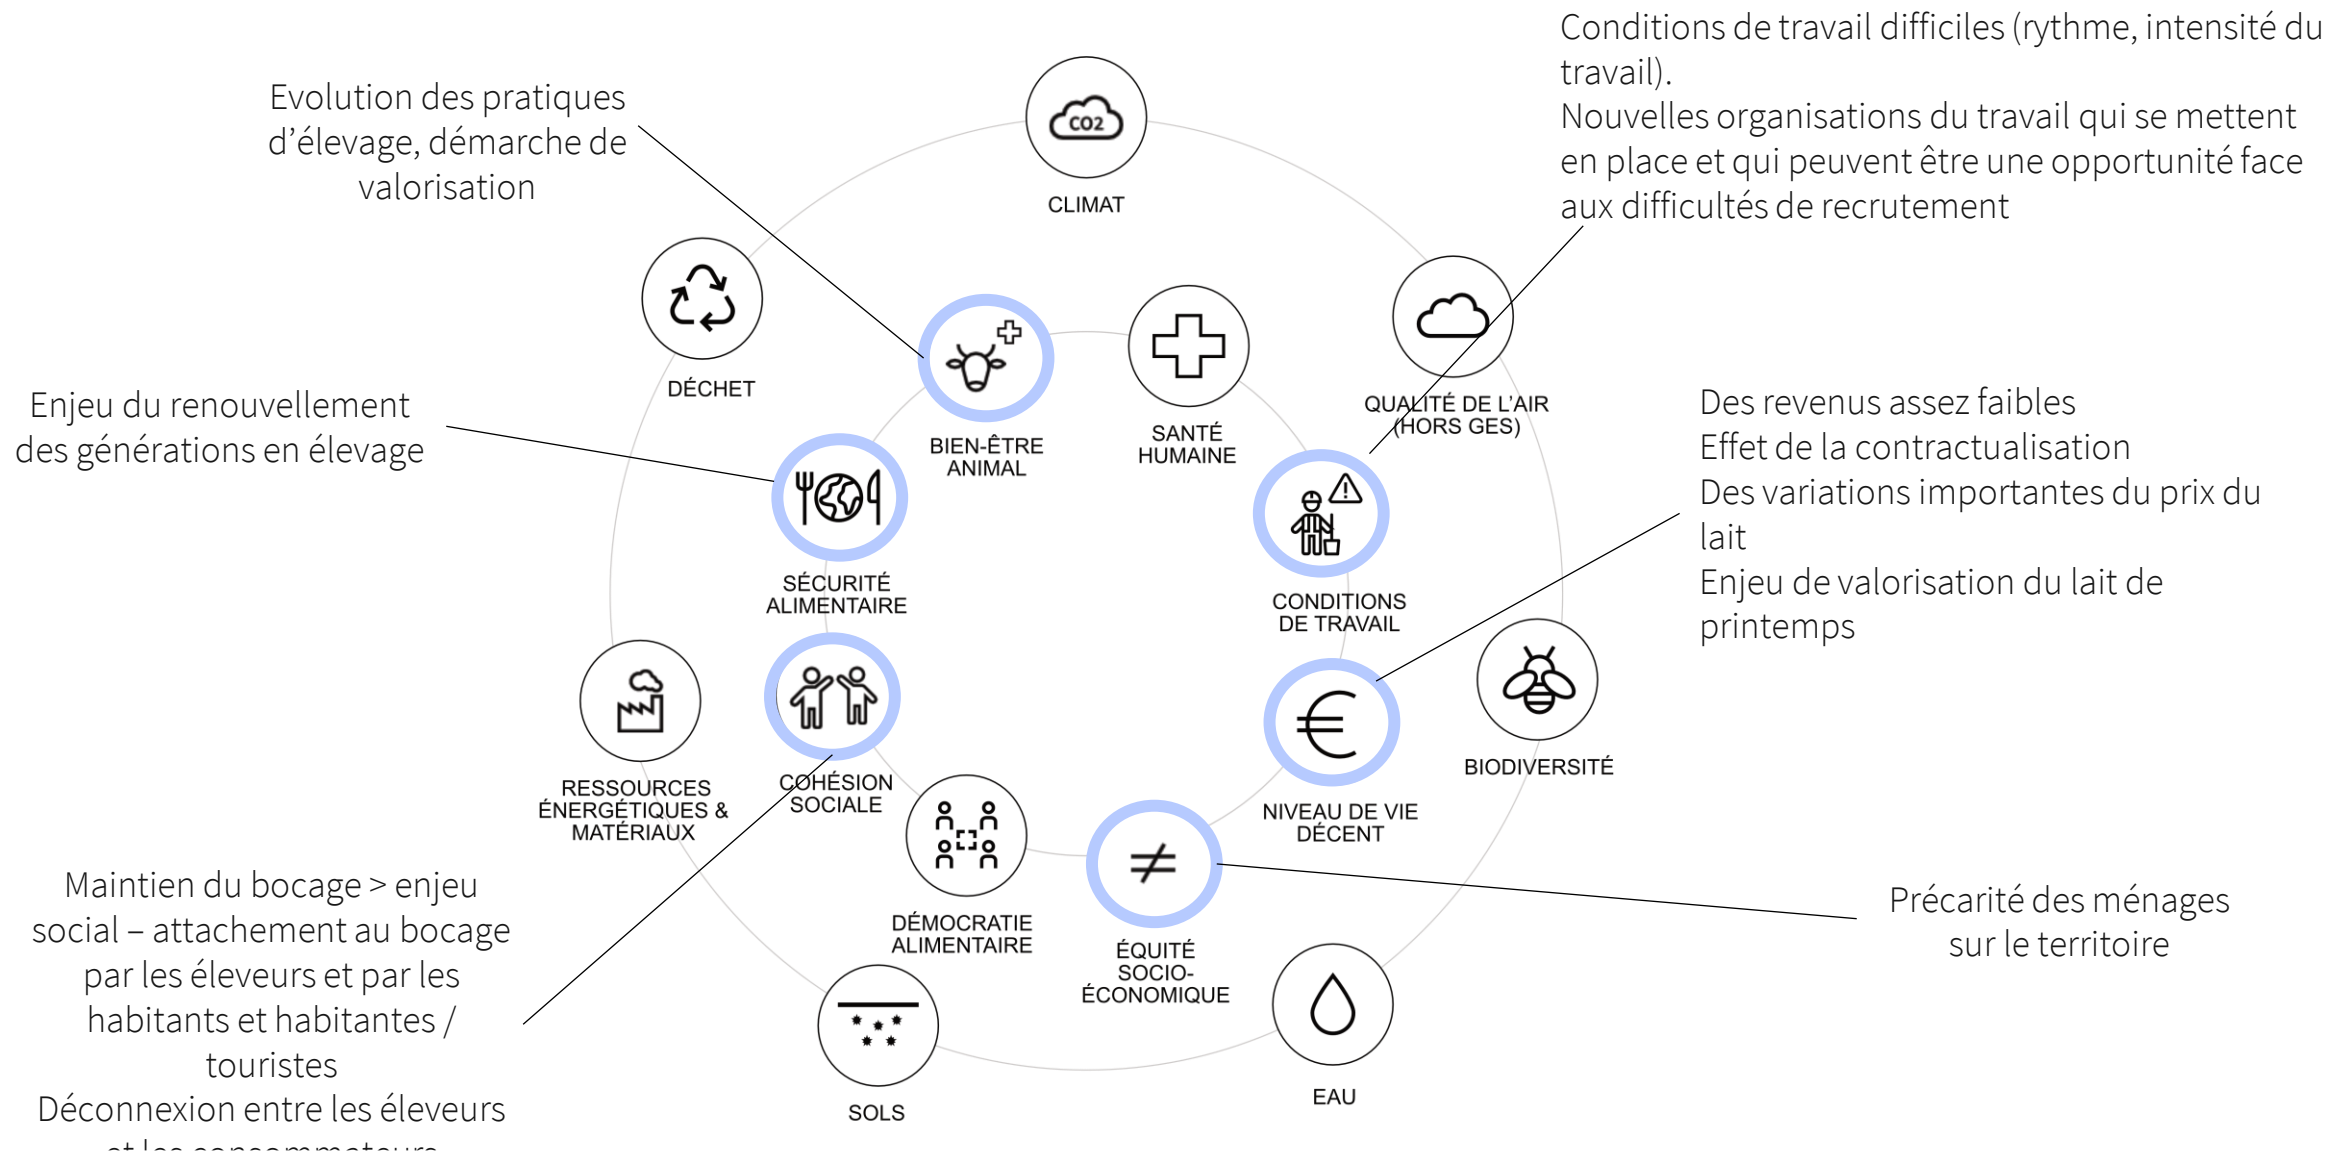 Conditions de travail difficiles (rythme, intensité du
travail).
Nouvelles organisations du travail qui se mettent
en place et qui peuvent être une opportunité face
aux difficultés de recrutement
Evolution des pratiques
d’élevage, démarche de
valorisation
CO2
CLIMAT
DÉCHET
QUALITÉ DE L’AIR
(HORS GES)
Enjeu du renouvellement
des générations en élevage
BIEN-ÊTRE
ANIMAL
SANTÉ
HUMAINE
Des revenus assez faibles
Effet de la contractualisation
Des variations importantes du prix du
lait
Enjeu de valorisation du lait de
printemps
SÉCURITÉ
ALIMENTAIRE
CONDITIONS
DE TRAVAIL
RESSOURCES
ÉNERGÉTIQUES &
MATÉRIAUX
COHÉSION
SOCIALE
NIVEAU DE VIE
DÉCENT
BIODIVERSITÉ
Maintien du bocage > enjeu
social – attachement au bocage
par les éleveurs et par les
habitants et habitantes /
touristes
Déconnexion entre les éleveurs
et les consommateurs
DÉMOCRATIE
ALIMENTAIRE
ÉQUITÉ
SOCIO-
ÉCONOMIQUE
Précarité des ménages
sur le territoire
SOLS
EAU